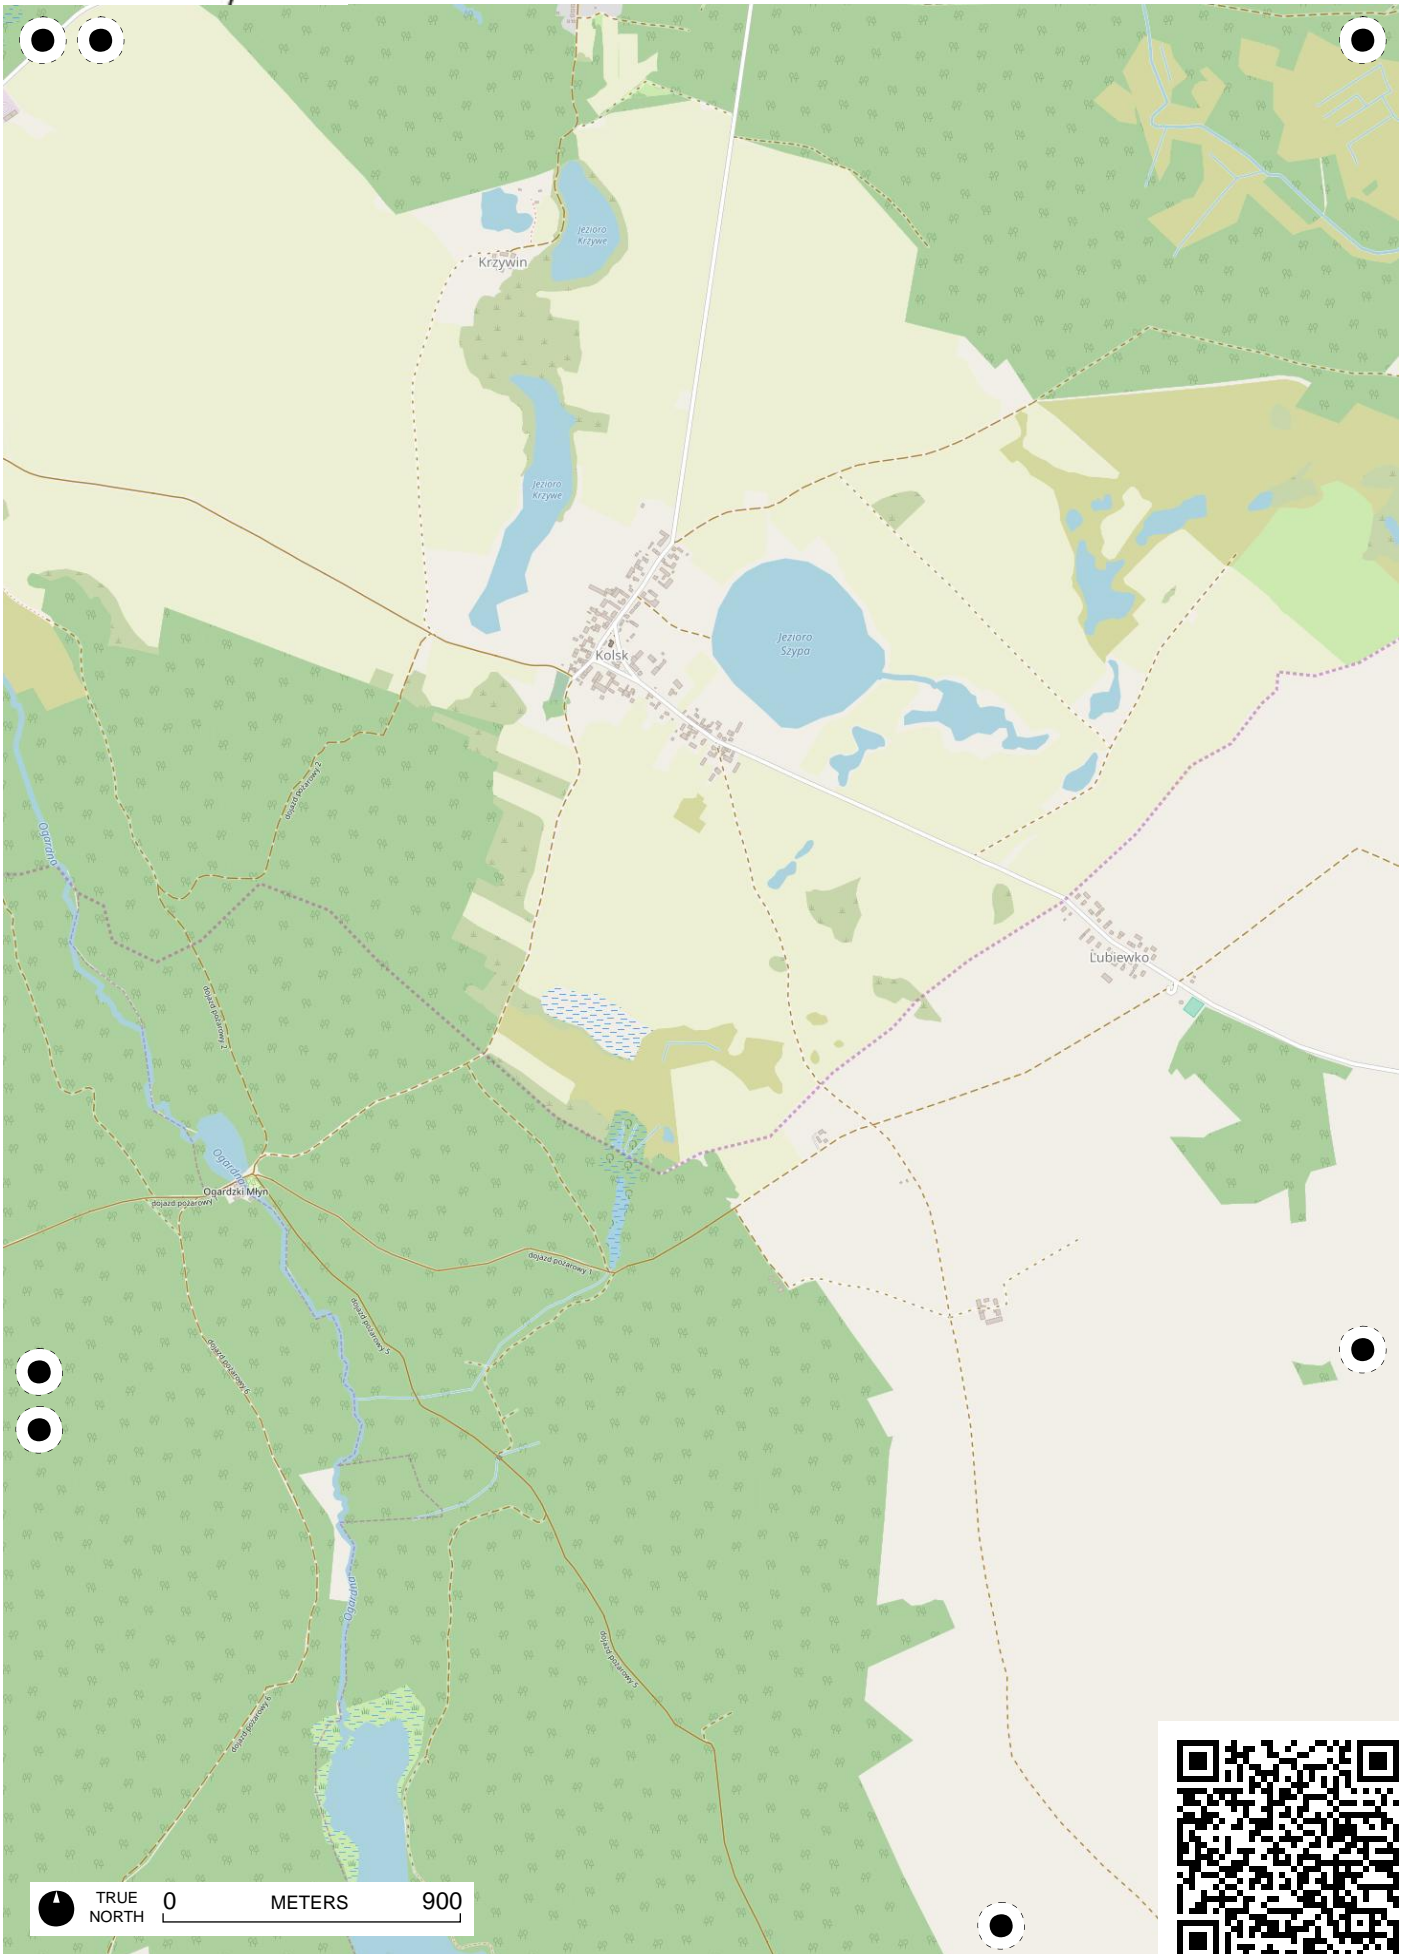 Jezioro
Krzywe
Krzywin
Jezioro
Krzywe
Jezioro
Szypa
Kolsk
dojazd pożarowy 2
Ogardna
Lubiewko
dojazd pożarowy 2
Ogardna
Ogardzki Młyn
dojazd pożarowy
dojazd pożarowy 1
dojazd pożarowy 5
dojazd pożarowy 6
Ogardna
dojazd pożarowy 5
dojazd pożarowy 6
TRUE
NORTH
0 METERS 900